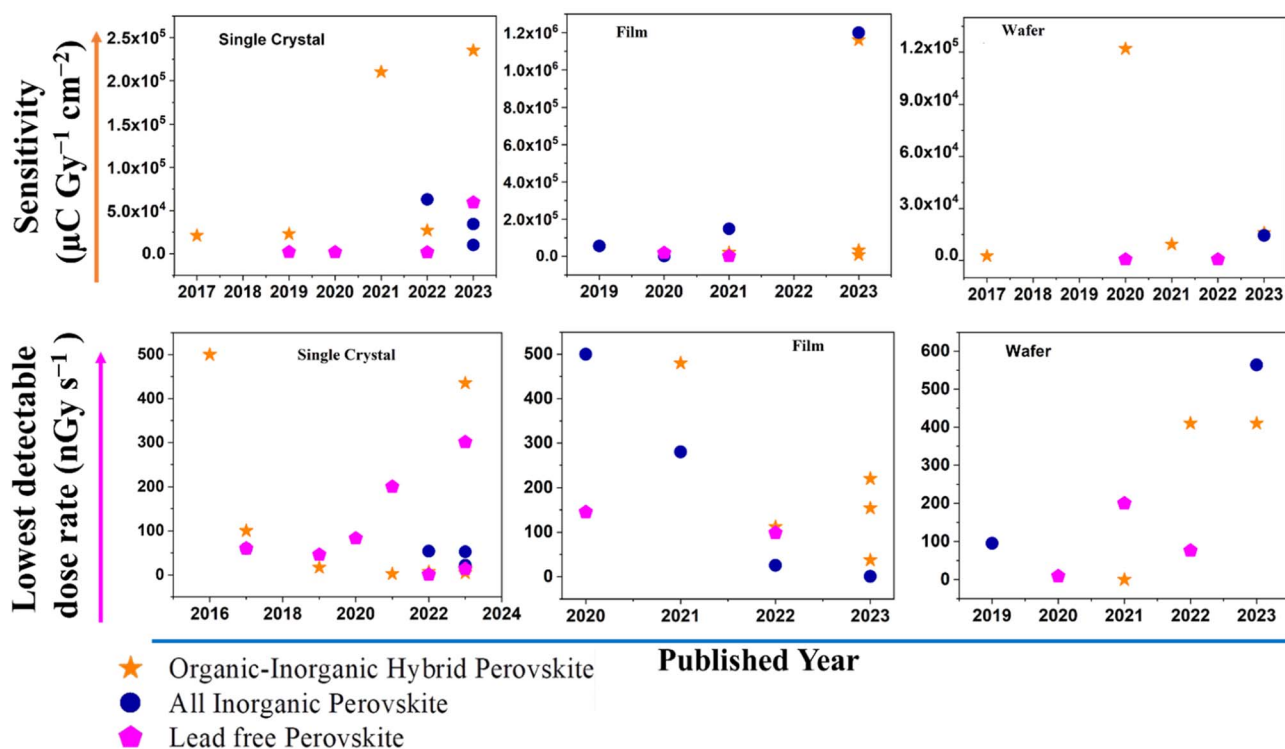 Sensitivity
(μC Gy⁻¹ cm⁻²)
Single Crystal
2.5x10⁵
2.0x10⁵
1.5x10⁵
1.0x10⁵
5.0x10⁴
0.0
2017 2018 2019 2020 2021 2022 2023
Film
1.2x10⁶
1.0x10⁶
8.0x10⁵
6.0x10⁵
4.0x10⁵
2.0x10⁵
0.0
2019 2020 2021 2022 2023
Wafer
1.2x10⁵
9.0x10⁴
6.0x10⁴
3.0x10⁴
0.0
2017 2018 2019 2020 2021 2022 2023
Lowest detectable
dose rate (nGy s⁻¹)
Single Crystal
500
400
300
200
100
0
2016 2018 2020 2022 2024
Film
500
400
300
200
100
0
2020 2021 2022 2023
Wafer
600
500
400
300
200
100
0
2019 2020 2021 2022 2023
Published Year
Organic-Inorganic Hybrid Perovskite
All Inorganic Perovskite
Lead free Perovskite